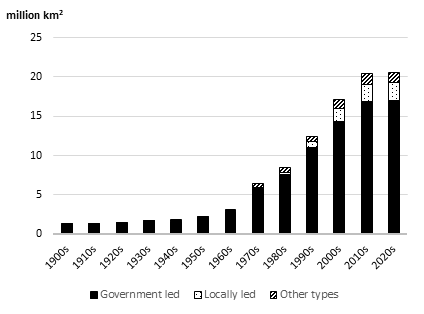 million km²
25
20
15
10
5
0
1900s 1910s 1920s 1930s 1940s 1950s 1960s 1970s 1980s 1990s 2000s 2010s 2020s
Government led Locally led Other types